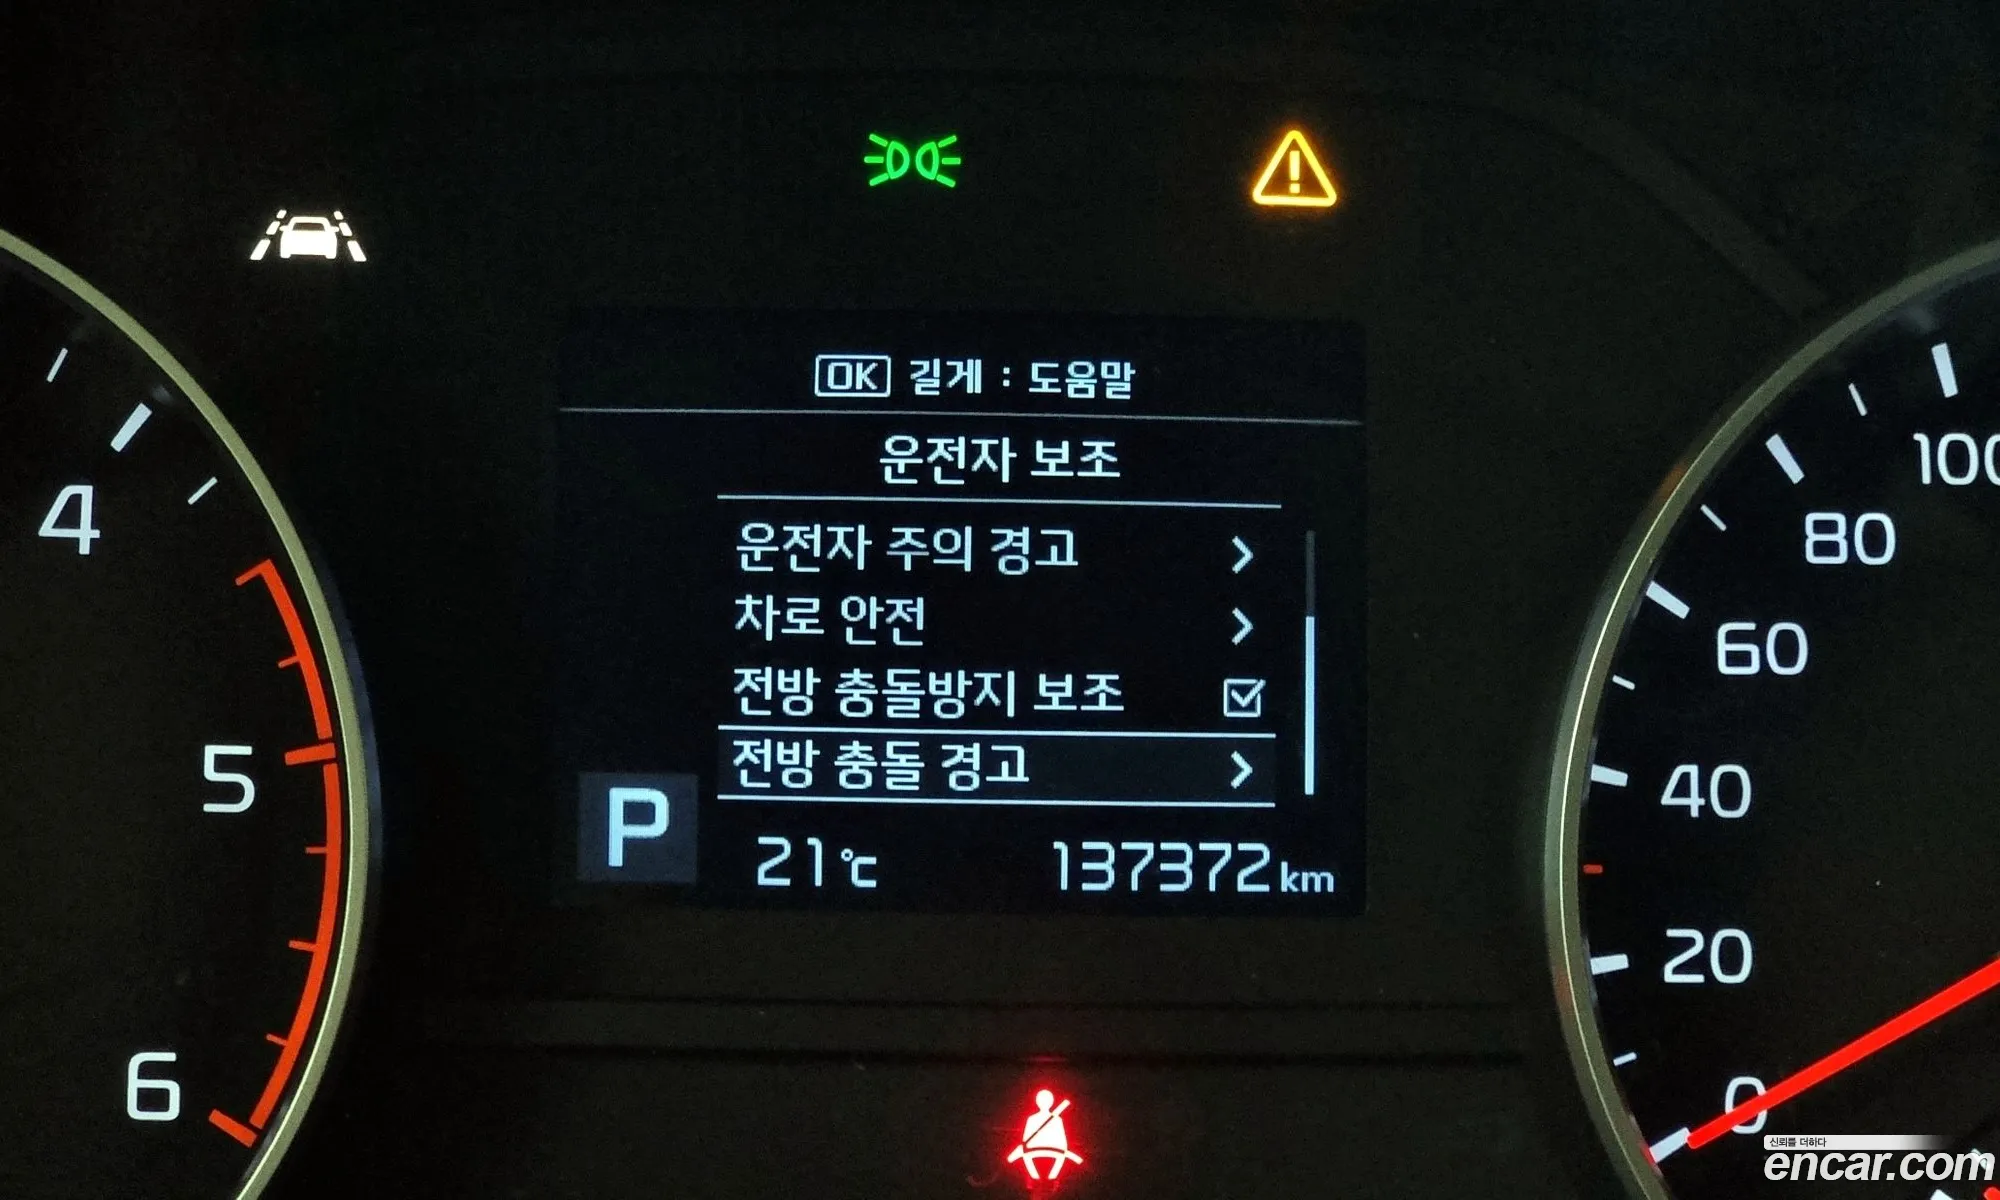 OK 길게 : 도움말
운전자 보조
운전자 주의 경고
차로 안전
전방 충돌방지 보조
전방 충돌 경고
P
21℃ 137372 km
4
5
6
100
80
60
40
20
0
신뢰를 더하다
encar.com